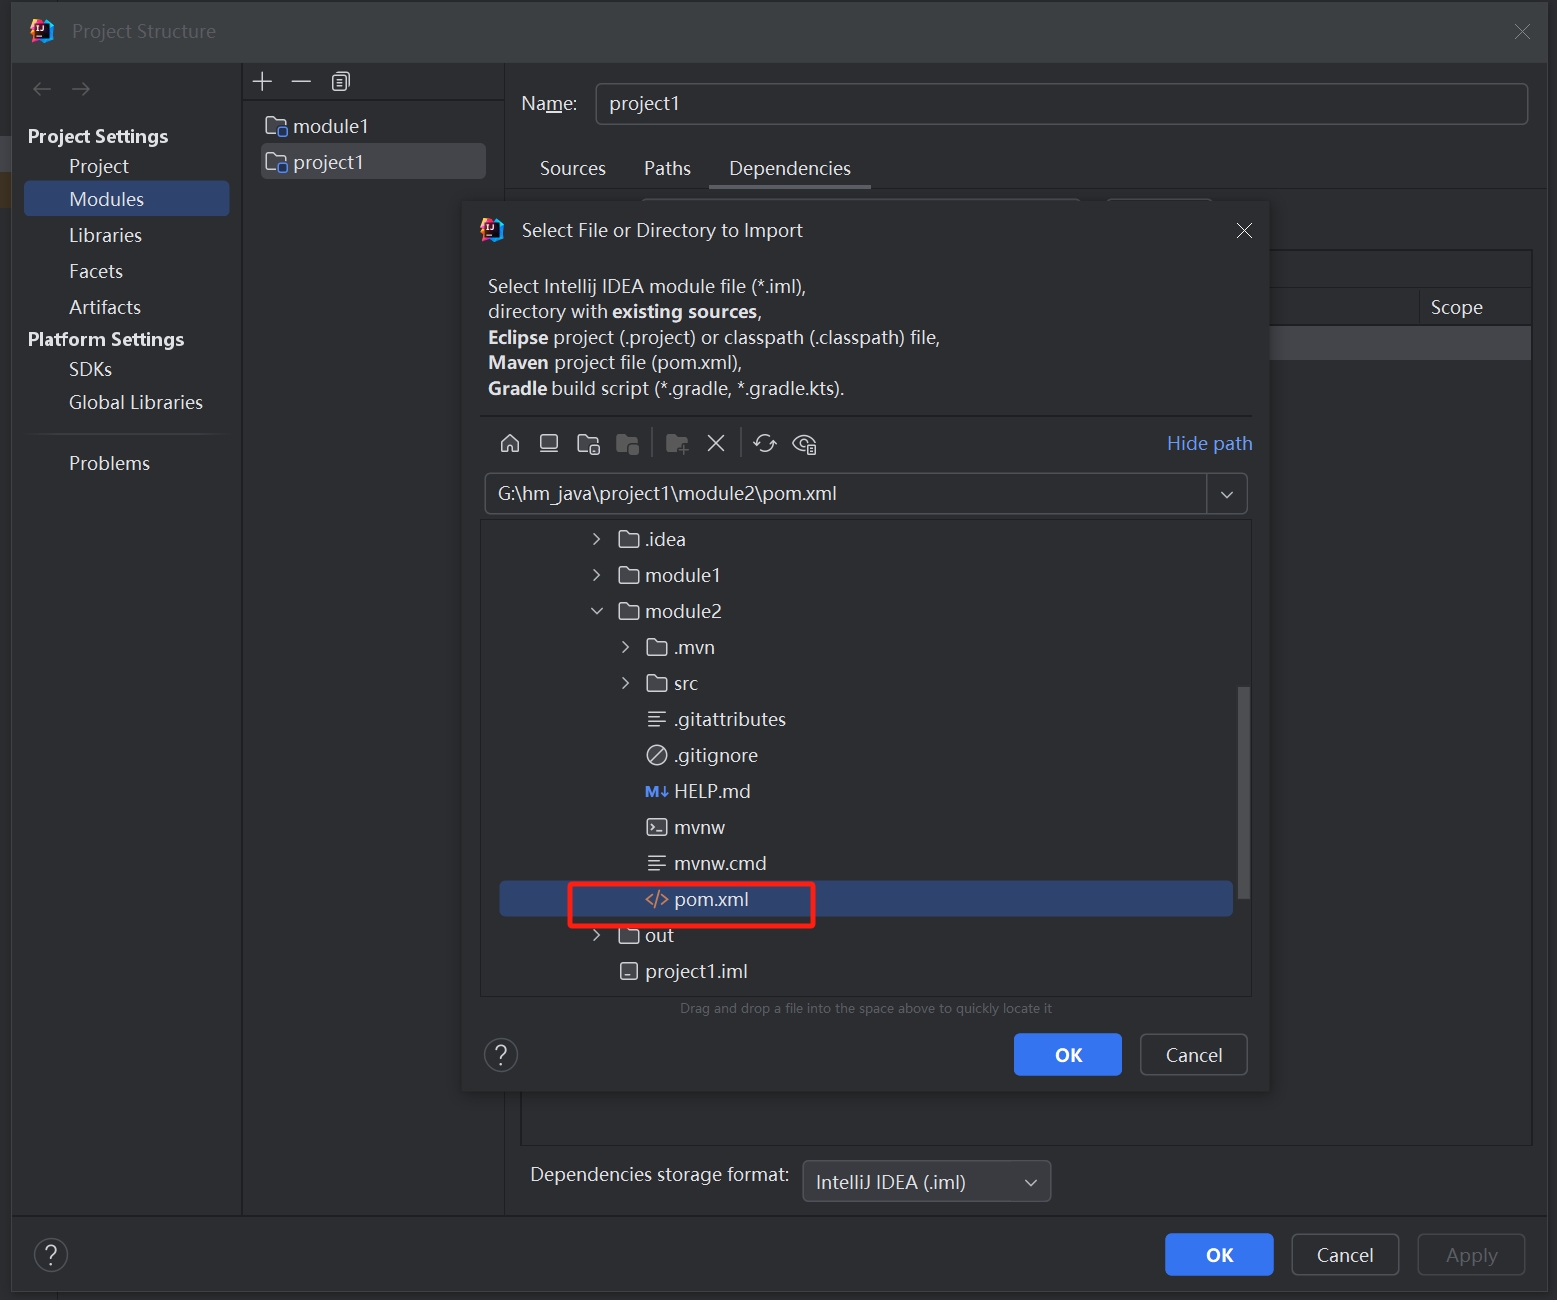 Project Structure
Project Settings
Project
Modules
Libraries
Facets
Artifacts
Platform Settings
SDKs
Global Libraries
Problems
module1
project1
Name: project1
Sources Paths Dependencies
Scope
Select File or Directory to Import
Select Intellij IDEA module file (*.iml),
directory with existing sources,
Eclipse project (.project) or classpath (.classpath) file,
Maven project file (pom.xml),
Gradle build script (*.gradle, *.gradle.kts).
Hide path
G:\hm_java\project1\module2\pom.xml
.idea
module1
module2
.mvn
src
.gitattributes
.gitignore
M↓ HELP.md
mvnw
mvnw.cmd
</> pom.xml
out
project1.iml
Drag and drop a file into the space above to quickly locate it
? OK Cancel
Dependencies storage format: IntelliJ IDEA (.iml)
? OK Cancel Apply